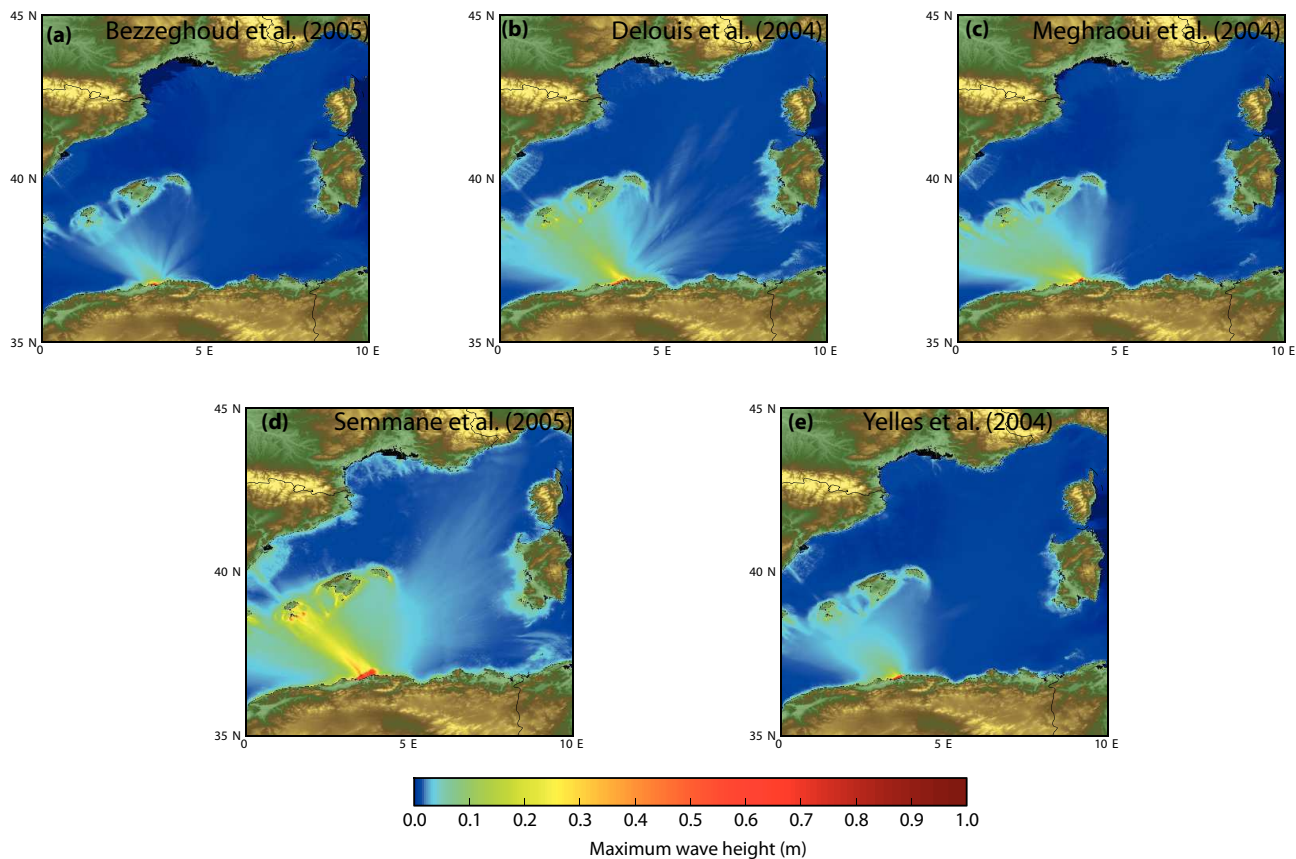 (a) Bezzeghoud et al. (2005)
45 N
40 N
35 N
0 5 E 10 E
(b) Delouis et al. (2004)
45 N
40 N
35 N
0 5 E 10 E
(c) Meghraoui et al. (2004)
45 N
40 N
35 N
0 5 E 10 E
(d) Semmane et al. (2005)
45 N
40 N
35 N
0 5 E 10 E
(e) Yelles et al. (2004)
45 N
40 N
35 N
0 5 E 10 E
0.0 0.1 0.2 0.3 0.4 0.5 0.6 0.7 0.8 0.9 1.0
Maximum wave height (m)